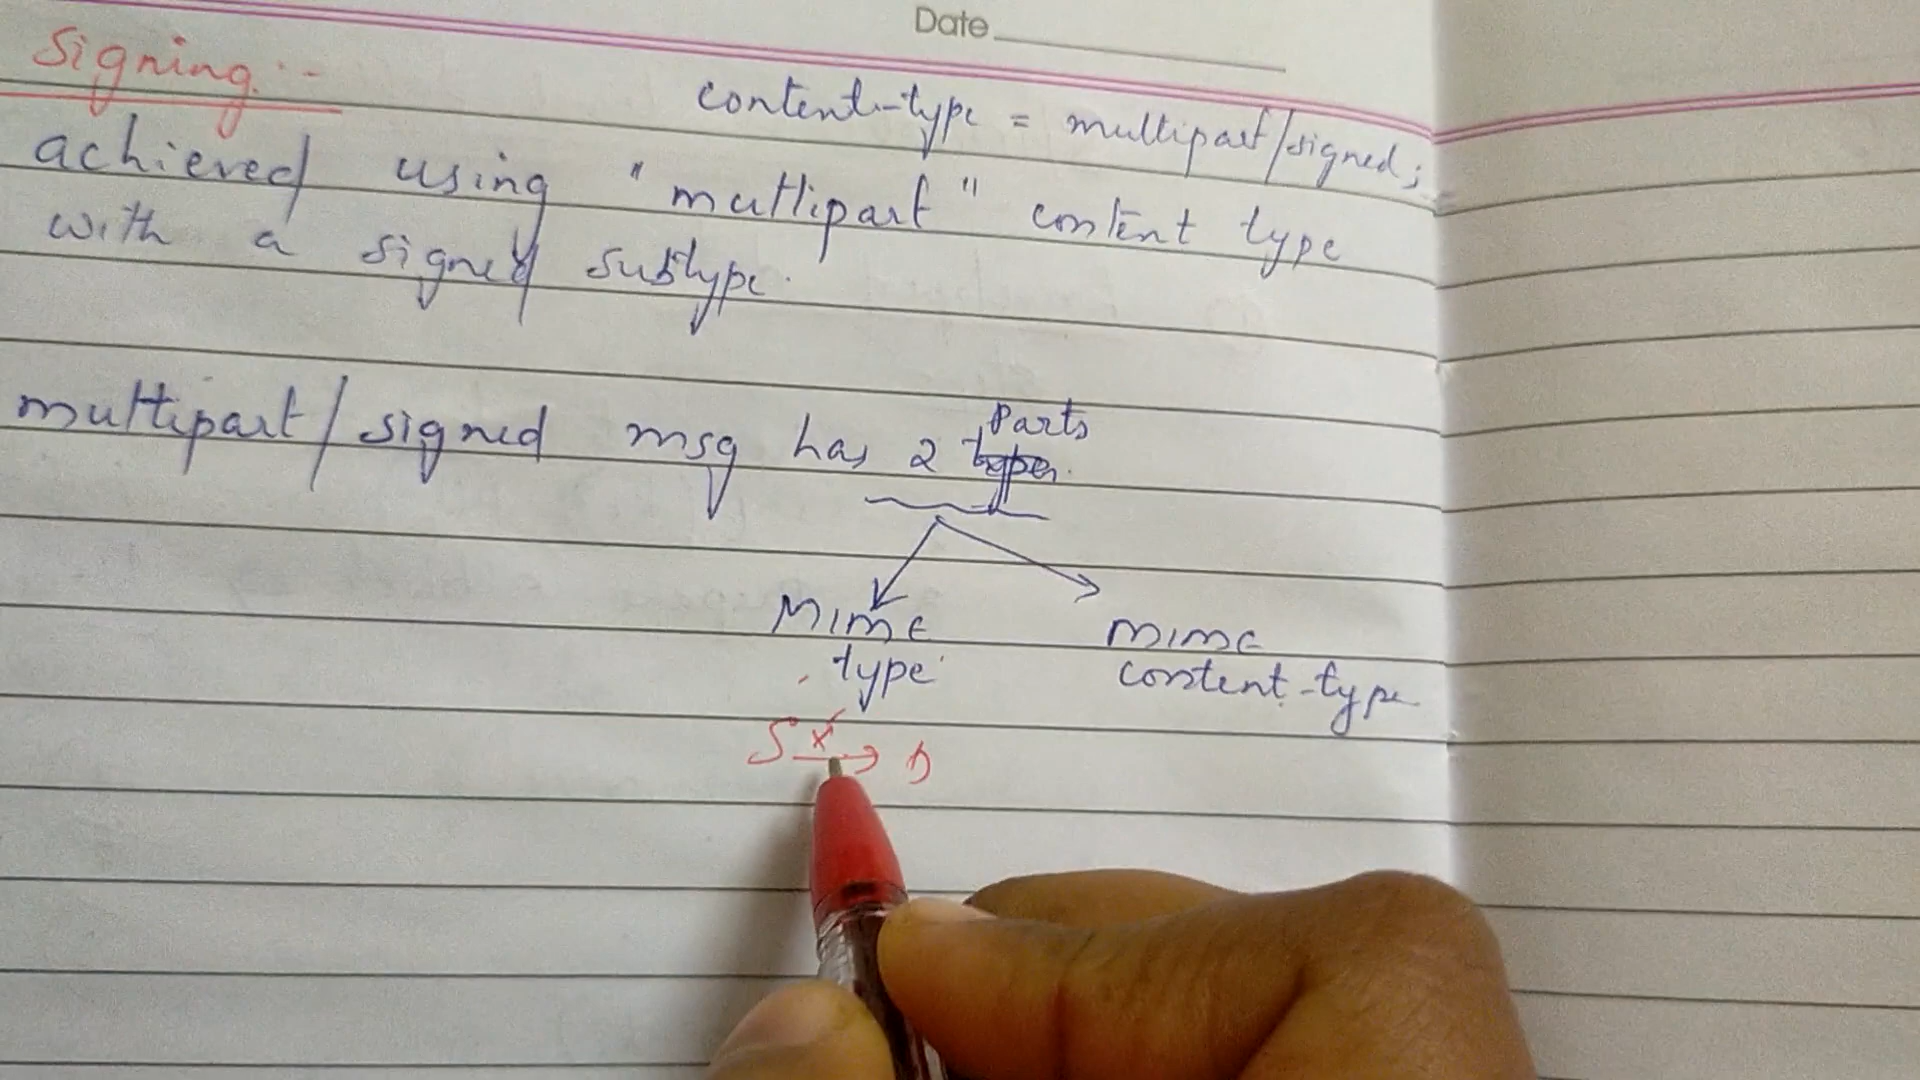 Date
Signing:-
content-type = multipart/signed;
achieved using "multipart" content type
with a signed subtype.
multipart/signed msg has 2 parts
MIME type
MIME content-type
S x → D